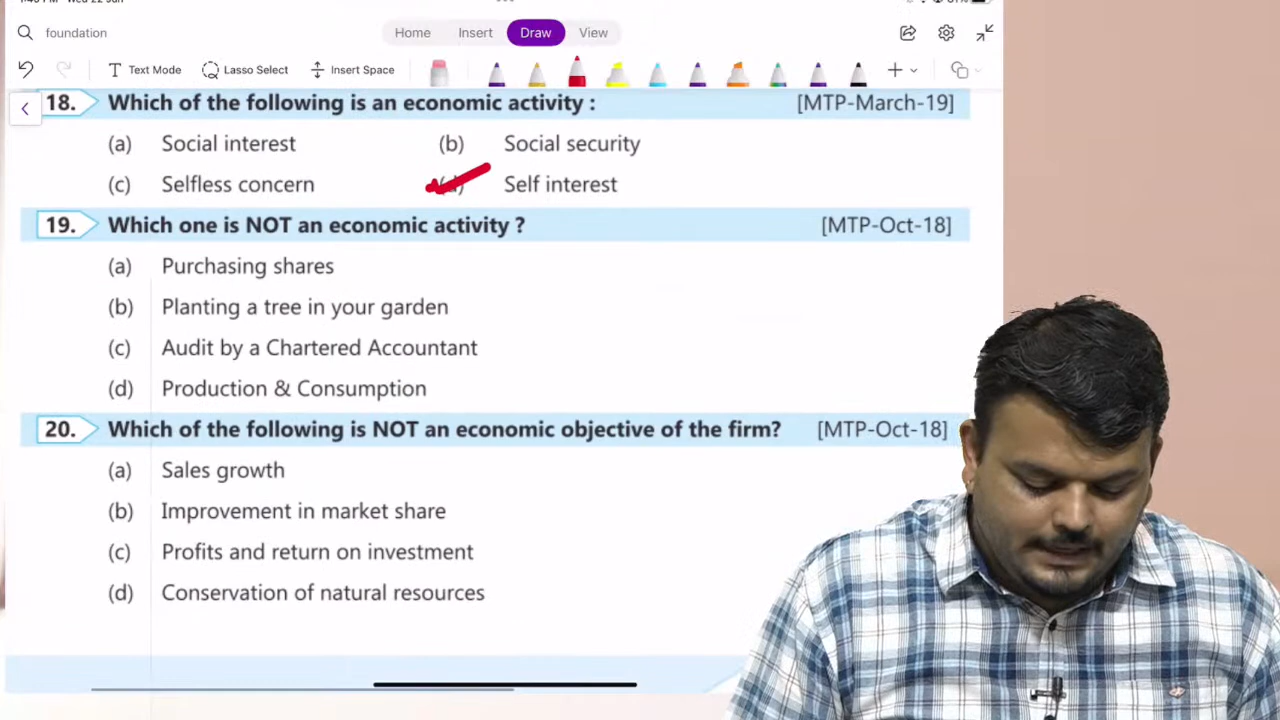 foundation
Home Insert Draw View
Text Mode Lasso Select Insert Space
18. Which of the following is an economic activity : [MTP-March-19]
(a) Social interest (b) Social security
(c) Selfless concern (d) Self interest
19. Which one is NOT an economic activity ? [MTP-Oct-18]
(a) Purchasing shares
(b) Planting a tree in your garden
(c) Audit by a Chartered Accountant
(d) Production & Consumption
20. Which of the following is NOT an economic objective of the firm? [MTP-Oct-18]
(a) Sales growth
(b) Improvement in market share
(c) Profits and return on investment
(d) Conservation of natural resources